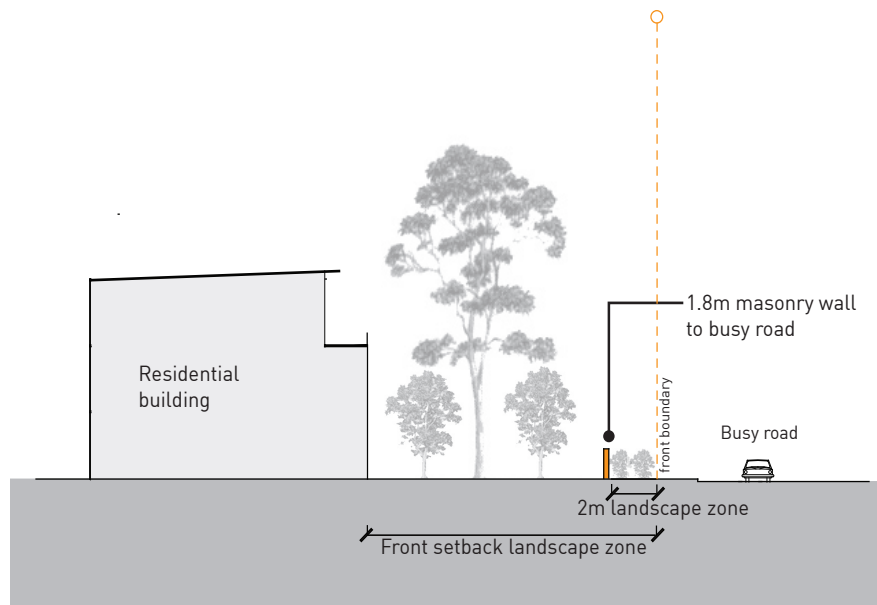 1.8m masonry wall
to busy road
Residential
building
front boundary
Busy road
2m landscape zone
Front setback landscape zone